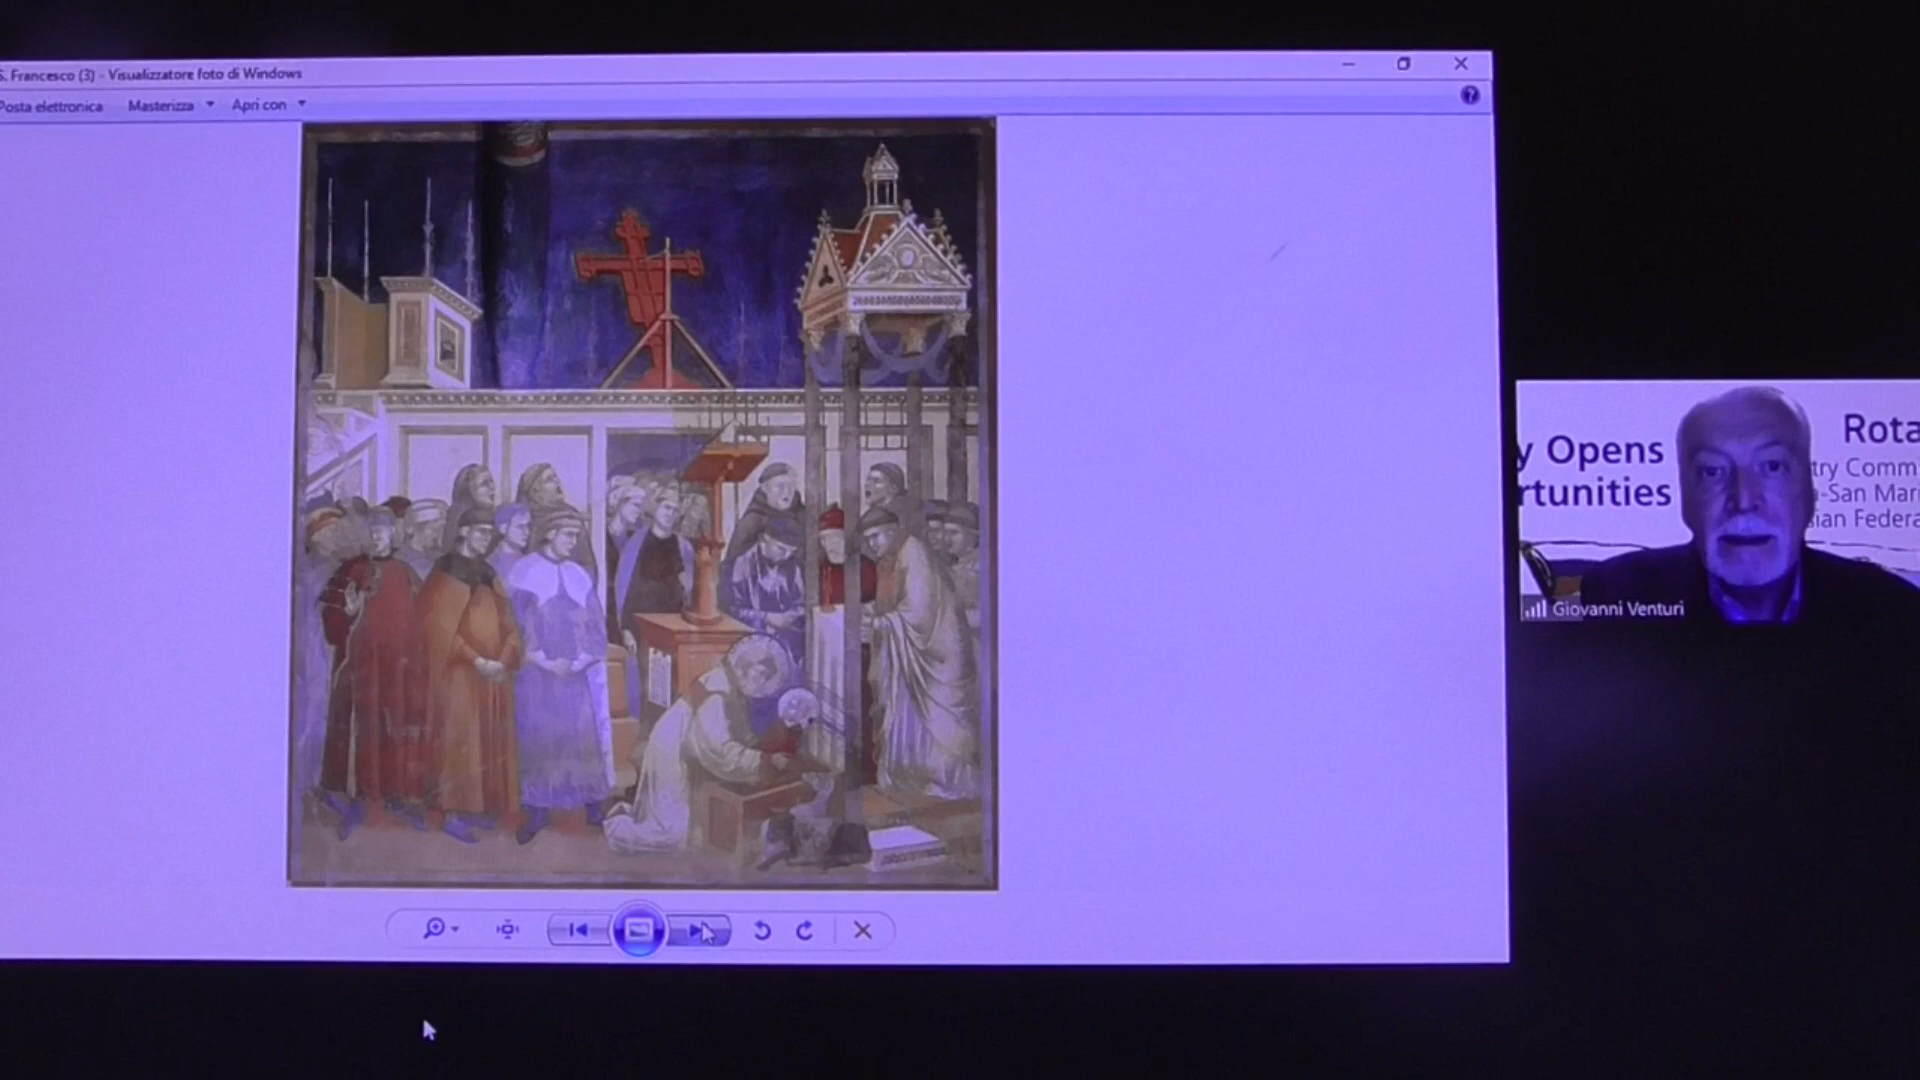 S. Francesco (3) - Visualizzatore foto di Windows
Posta elettronica Masterizza Apri con
y Opens
rtunities
Rota
try Comm
-San Mari
ian Federa
Giovanni Venturi